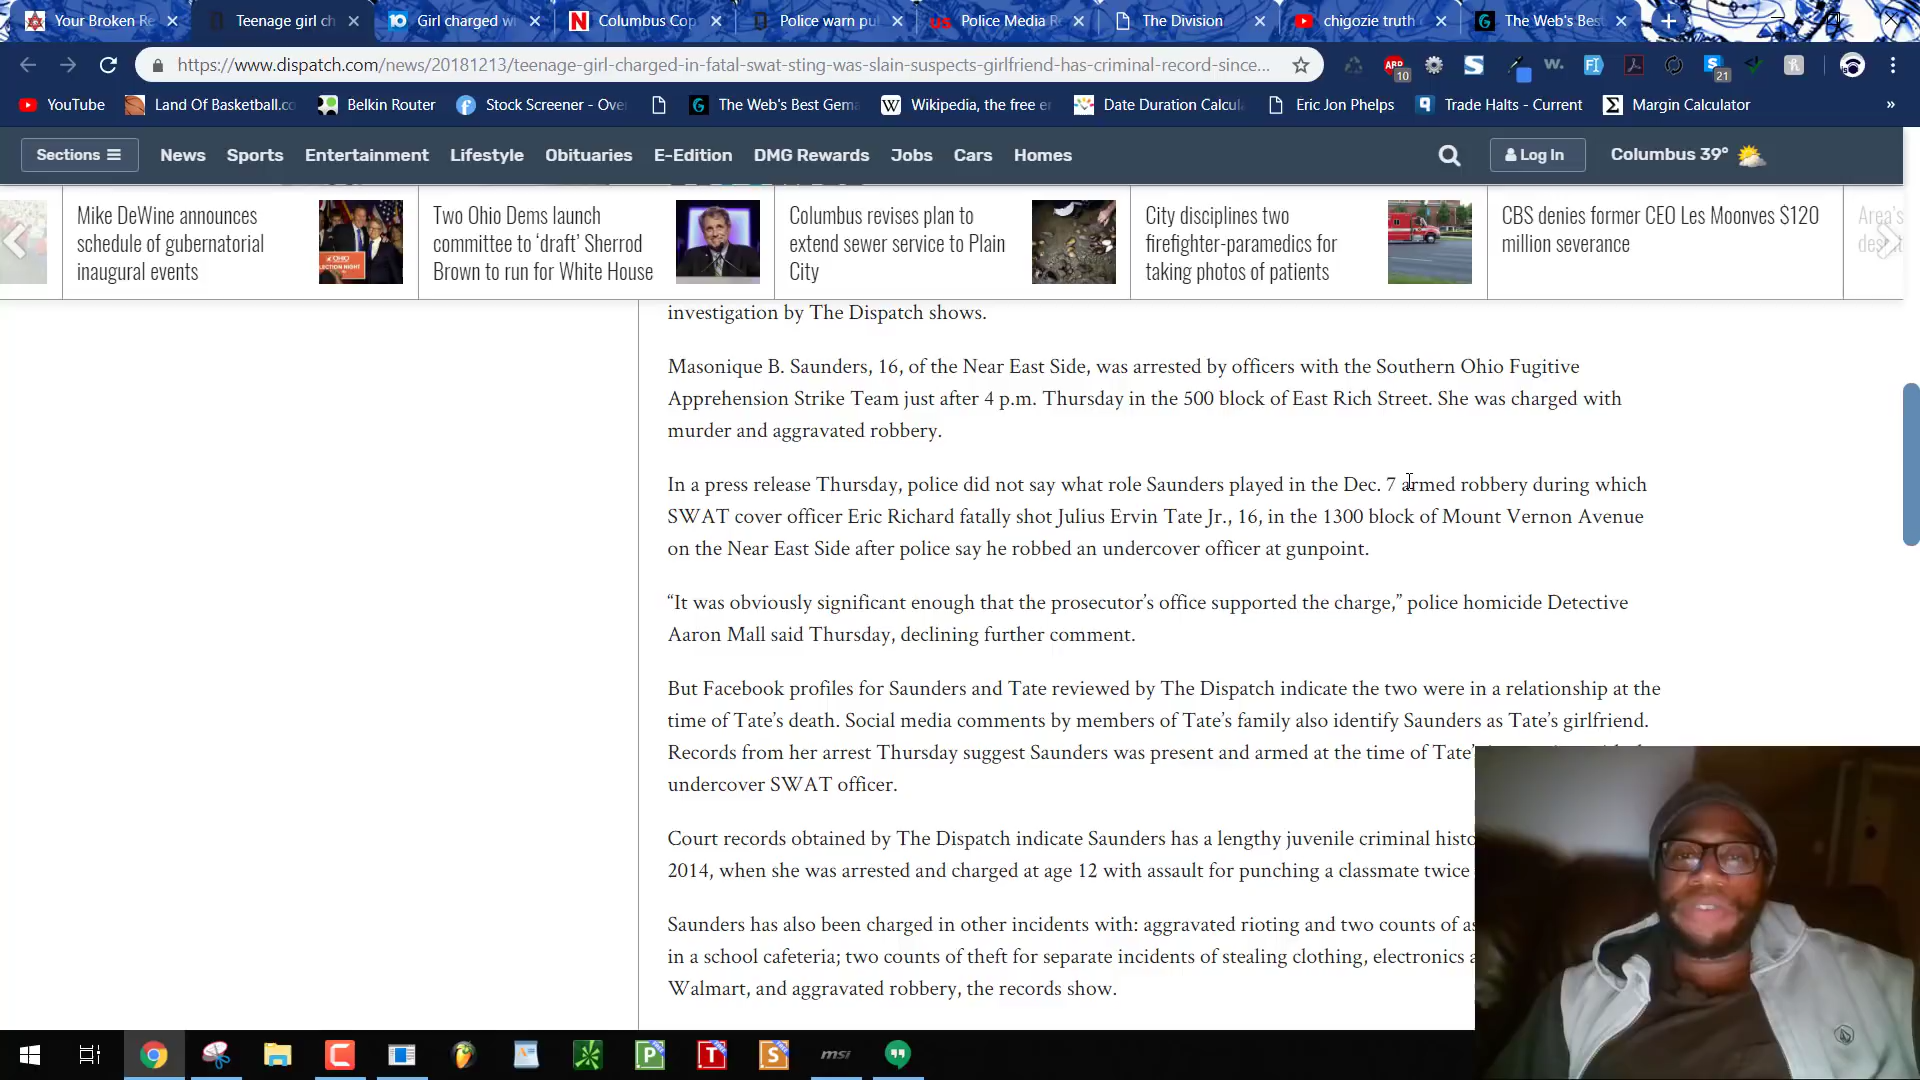 Your Broken Re
Teenage girl ch
Girl charged w
Columbus Cop
Police warn pu
Police Media R
The Division
chigozie truth
The Web's Bes
https://www.dispatch.com/news/20181213/teenage-girl-charged-in-fatal-swat-sting-was-slain-suspects-girlfriend-has-criminal-record-since...
ABP
10
21
YouTube
Land Of Basketball.co
Belkin Router
Stock Screener - Over
The Web's Best Gema
Wikipedia, the free e
Date Duration Calcul
Eric Jon Phelps
Trade Halts - Current
Margin Calculator
»
Sections
News
Sports
Entertainment
Lifestyle
Obituaries
E-Edition
DMG Rewards
Jobs
Cars
Homes
Log In
Columbus 39°
Mike DeWine announces
schedule of gubernatorial
inaugural events
Two Ohio Dems launch
committee to ‘draft’ Sherrod
Brown to run for White House
Columbus revises plan to
extend sewer service to Plain
City
City disciplines two
firefighter-paramedics for
taking photos of patients
CBS denies former CEO Les Moonves $120
million severance
Area's
investigation by The Dispatch shows.
Masonique B. Saunders, 16, of the Near East Side, was arrested by officers with the Southern Ohio Fugitive
Apprehension Strike Team just after 4 p.m. Thursday in the 500 block of East Rich Street. She was charged with
murder and aggravated robbery.
In a press release Thursday, police did not say what role Saunders played in the Dec. 7 armed robbery during which
SWAT cover officer Eric Richard fatally shot Julius Ervin Tate Jr., 16, in the 1300 block of Mount Vernon Avenue
on the Near East Side after police say he robbed an undercover officer at gunpoint.
“It was obviously significant enough that the prosecutor’s office supported the charge,” police homicide Detective
Aaron Mall said Thursday, declining further comment.
But Facebook profiles for Saunders and Tate reviewed by The Dispatch indicate the two were in a relationship at the
time of Tate’s death. Social media comments by members of Tate’s family also identify Saunders as Tate’s girlfriend.
Records from her arrest Thursday suggest Saunders was present and armed at the time of Tate’
undercover SWAT officer.
Court records obtained by The Dispatch indicate Saunders has a lengthy juvenile criminal histo
2014, when she was arrested and charged at age 12 with assault for punching a classmate twice
Saunders has also been charged in other incidents with: aggravated rioting and two counts of as
in a school cafeteria; two counts of theft for separate incidents of stealing clothing, electronics a
Walmart, and aggravated robbery, the records show.
msi